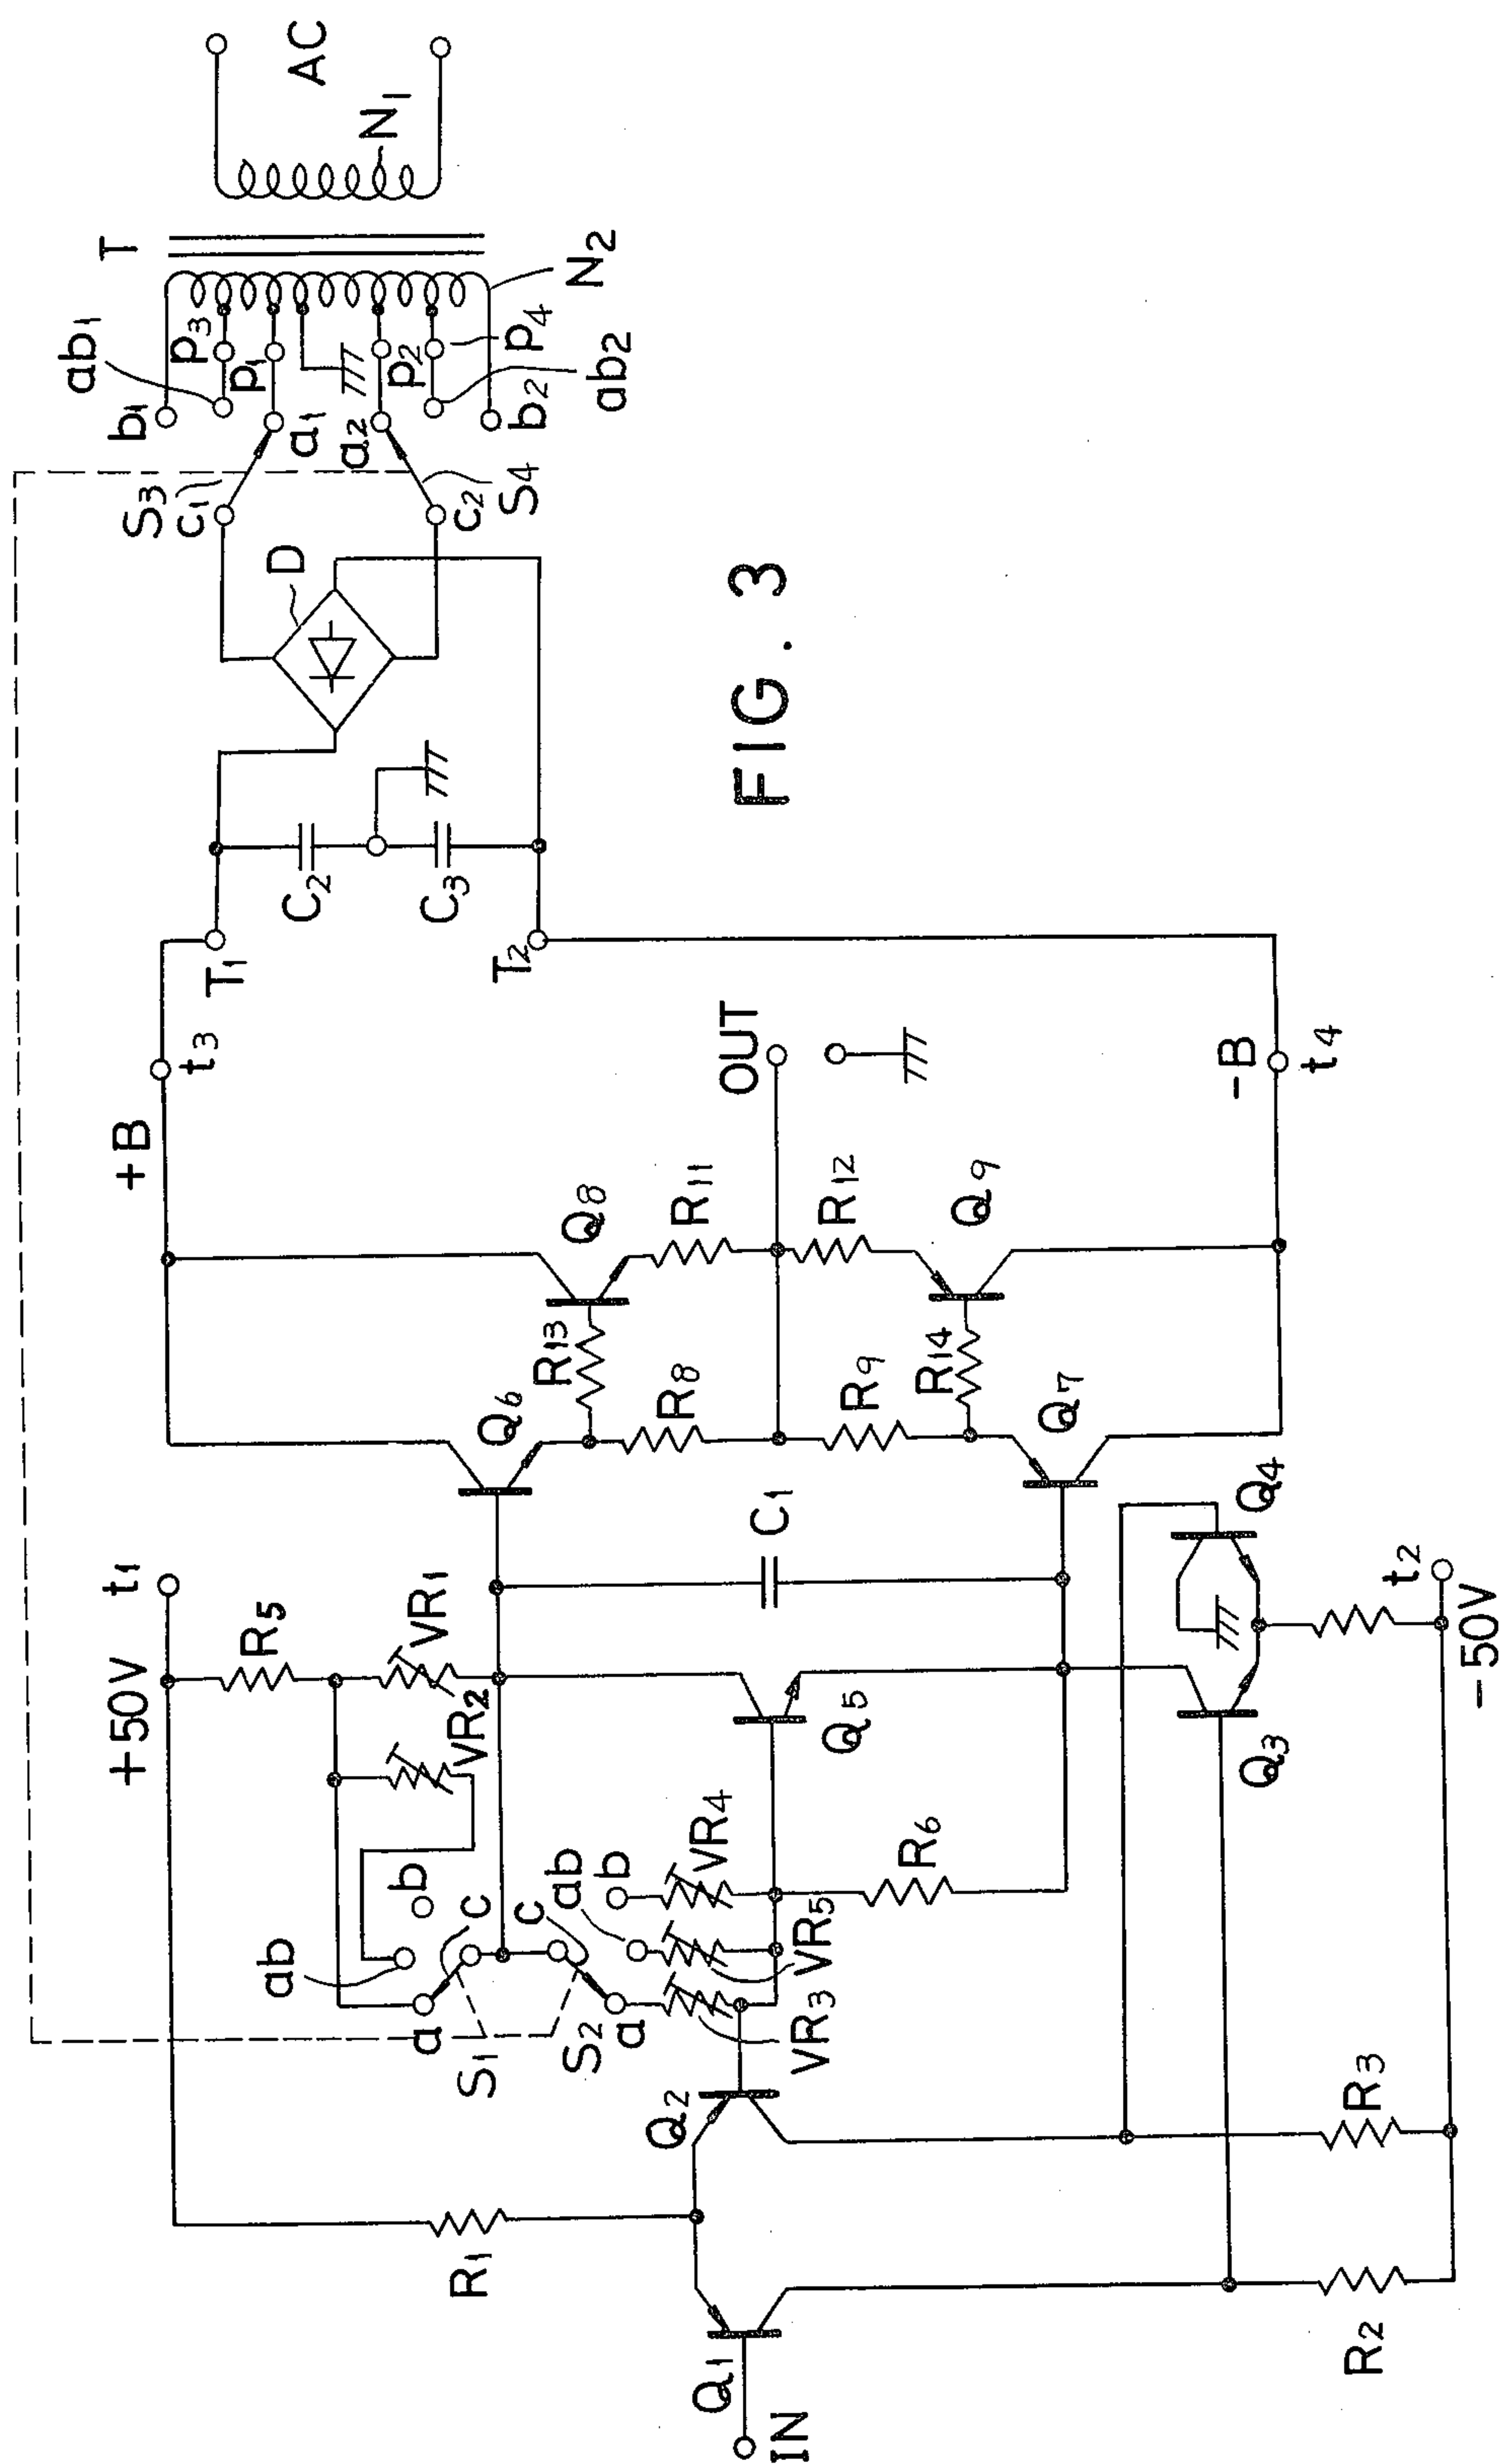 IN
Q1
R1
R2
Q2
R3
+50V
t1
R5
VR1
VR2
ab
b
a
c
S1
c
S2
a
ab
b
VR4
VR5
VR3
R6
Q5
Q3
Q4
t2
-50V
C1
Q6
R13
R8
R9
R14
Q7
Q8
R11
R12
Q9
OUT
+B
t3
-B
t4
T1
T2
C2
C3
D
S3
c1
c2
S4
b1
ab1
a1
a2
b2
ab2
p3
p1
p2
p4
T
N2
N1
AC
FIG. 3